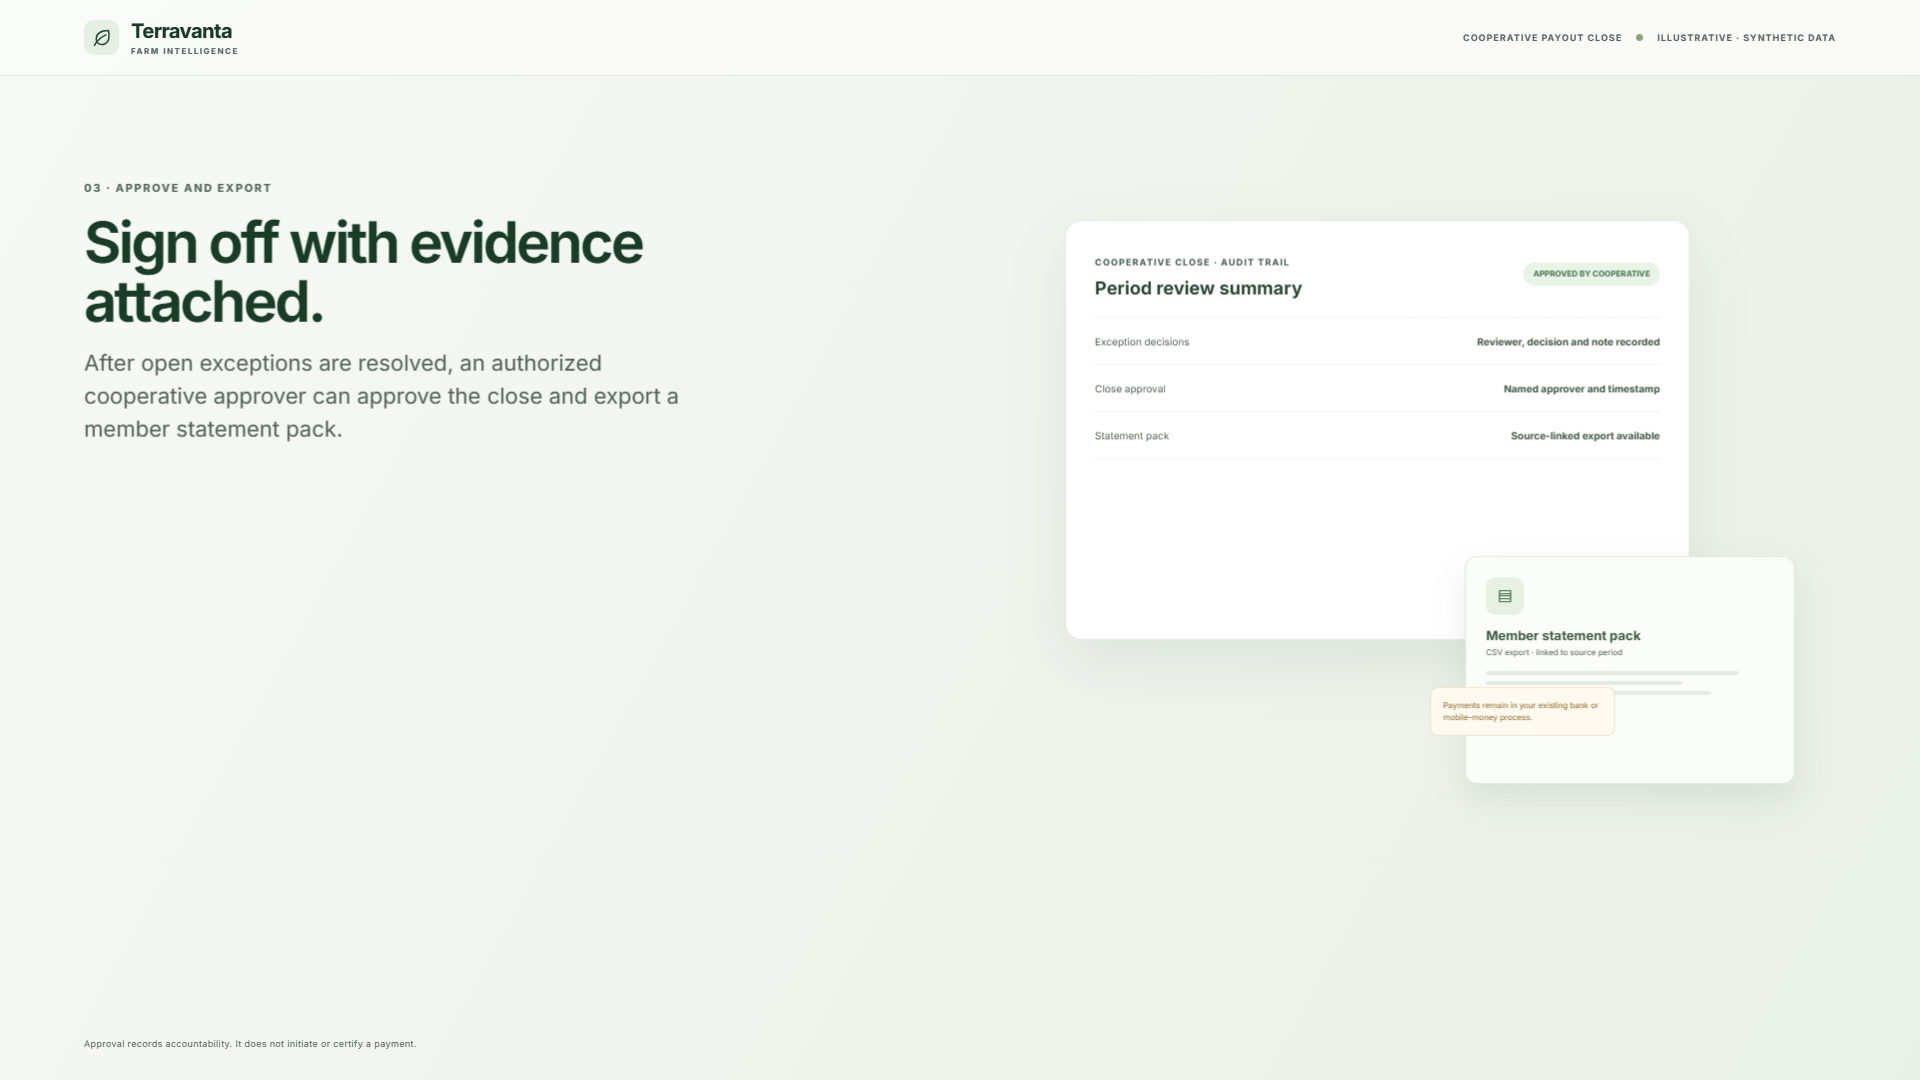 Terravanta
FARM INTELLIGENCE
COOPERATIVE PAYOUT CLOSE
ILLUSTRATIVE · SYNTHETIC DATA
03 · APPROVE AND EXPORT
Sign off with evidence
attached.
After open exceptions are resolved, an authorized
cooperative approver can approve the close and export a
member statement pack.
COOPERATIVE CLOSE · AUDIT TRAIL
Period review summary
APPROVED BY COOPERATIVE
Exception decisions
Reviewer, decision and note recorded
Close approval
Named approver and timestamp
Statement pack
Source-linked export available
Member statement pack
CSV export · linked to source period
Payments remain in your existing bank or
mobile-money process.
Approval records accountability. It does not initiate or certify a payment.